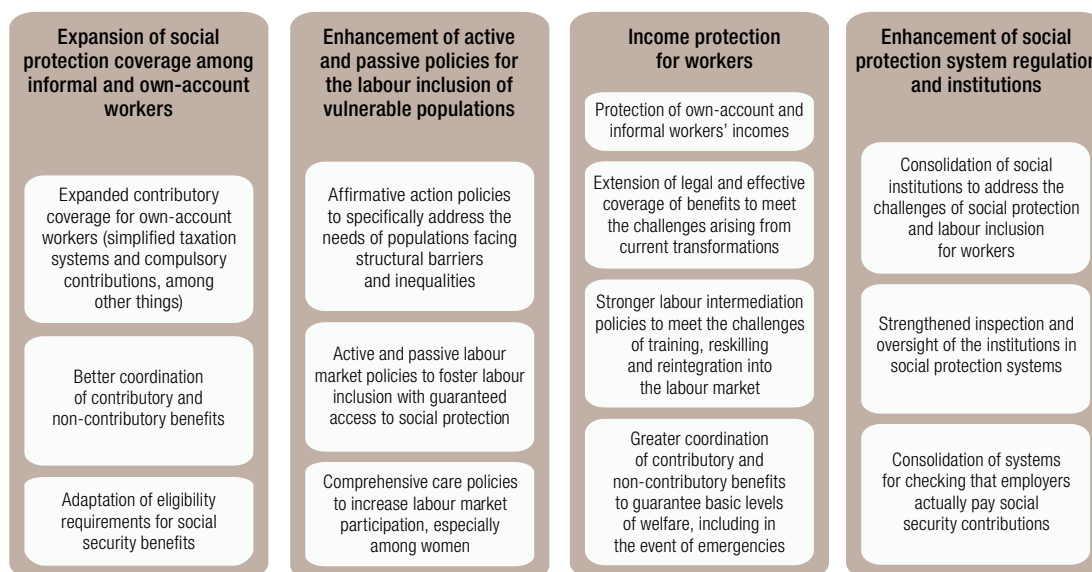 Expansion of social
protection coverage among
informal and own-account
workers
Expanded contributory
coverage for own-account
workers (simplified taxation
systems and compulsory
contributions, among
other things)
Better coordination
of contributory and
non-contributory benefits
Adaptation of eligibility
requirements for social
security benefits
Enhancement of active
and passive policies for
the labour inclusion of
vulnerable populations
Affirmative action policies
to specifically address the
needs of populations facing
structural barriers
and inequalities
Active and passive labour
market policies to foster labour
inclusion with guaranteed
access to social protection
Comprehensive care policies
to increase labour market
participation, especially
among women
Income protection
for workers
Protection of own-account and
informal workers' incomes
Extension of legal and effective
coverage of benefits to meet
the challenges arising from
current transformations
Stronger labour intermediation
policies to meet the challenges
of training, reskilling
and reintegration into
the labour market
Greater coordination
of contributory and
non-contributory benefits
to guarantee basic levels
of welfare, including in
the event of emergencies
Enhancement of social
protection system regulation
and institutions
Consolidation of social
institutions to address the
challenges of social protection
and labour inclusion
for workers
Strengthened inspection and
oversight of the institutions in
social protection systems
Consolidation of systems
for checking that employers
actually pay social
security contributions